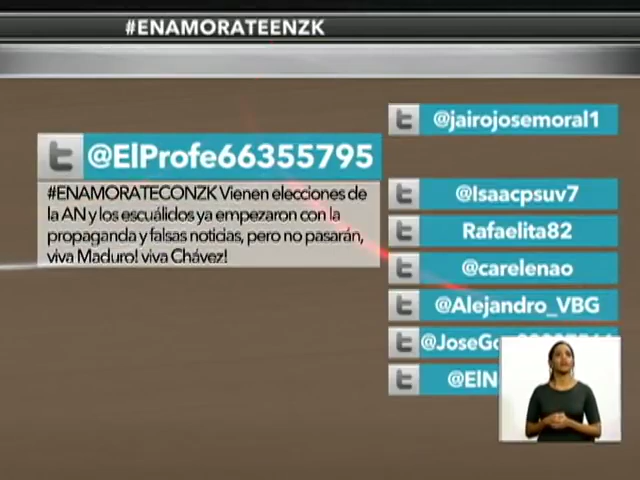 #ENAMORATEENZK
@jairojosemoral1
@ElProfe66355795
#ENAMORATECONZK Vienen elecciones de
la AN y los escuálidos ya empezaron con la
propaganda y falsas noticias, pero no pasarán,
viva Maduro! viva Chávez!
@Isaacpsuv7
Rafaelita82
@carelenao
@Alejandro_VBG